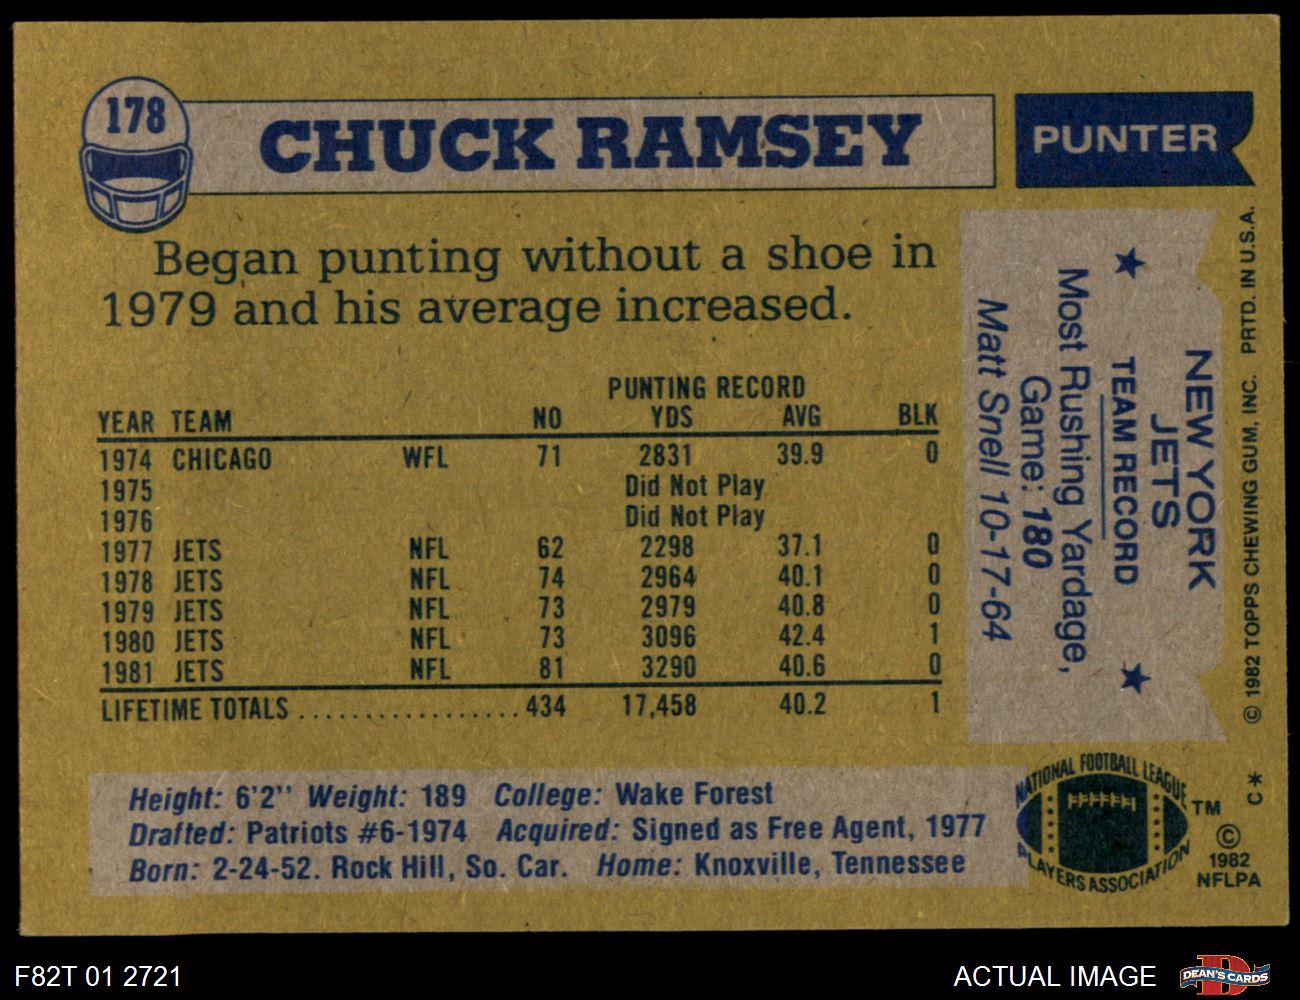 178
CHUCK RAMSEY
PUNTER
Began punting without a shoe in
1979 and his average increased.
PUNTING RECORD
YEAR TEAM NO YDS AVG BLK
1974 CHICAGO WFL 71 2831 39.9 0
1975 Did Not Play
1976 Did Not Play
1977 JETS NFL 62 2298 37.1 0
1978 JETS NFL 74 2964 40.1 0
1979 JETS NFL 73 2979 40.8 0
1980 JETS NFL 73 3096 42.4 1
1981 JETS NFL 81 3290 40.6 0
LIFETIME TOTALS ................. 434 17,458 40.2 1
Height: 6'2" Weight: 189 College: Wake Forest
Drafted: Patriots #6-1974 Acquired: Signed as Free Agent, 1977
Born: 2-24-52. Rock Hill, So. Car. Home: Knoxville, Tennessee
NEW YORK
JETS
★ TEAM RECORD ★
Most Rushing Yardage,
Game: 180
Matt Snell 10-17-64
© 1982 TOPPS CHEWING GUM, INC. PRTD. IN U.S.A.
NATIONAL FOOTBALL LEAGUE
PLAYERS ASSOCIATION
TM
C*
©
1982
NFLPA
F82T 01 2721
ACTUAL IMAGE
D
DEAN'S CARDS